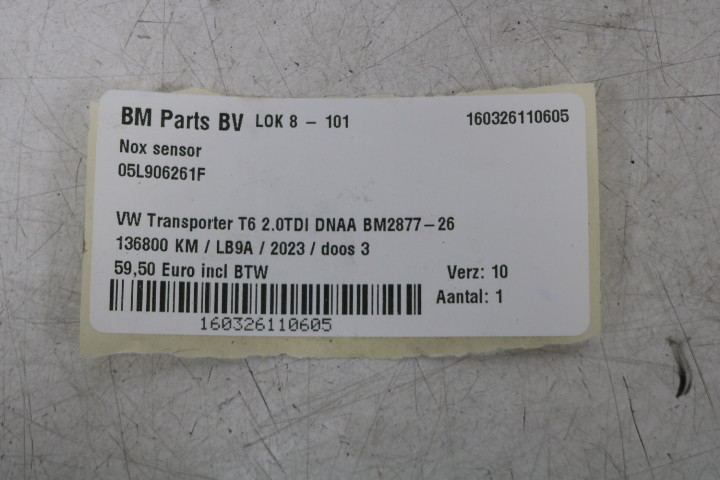 BM Parts BV LOK 8 - 101 160326110605
Nox sensor
05L906261F
VW Transporter T6 2.0TDI DNAA BM2877-26
136800 KM / LB9A / 2023 / doos 3
59,50 Euro incl BTW Verz: 10
Aantal: 1
160326110605